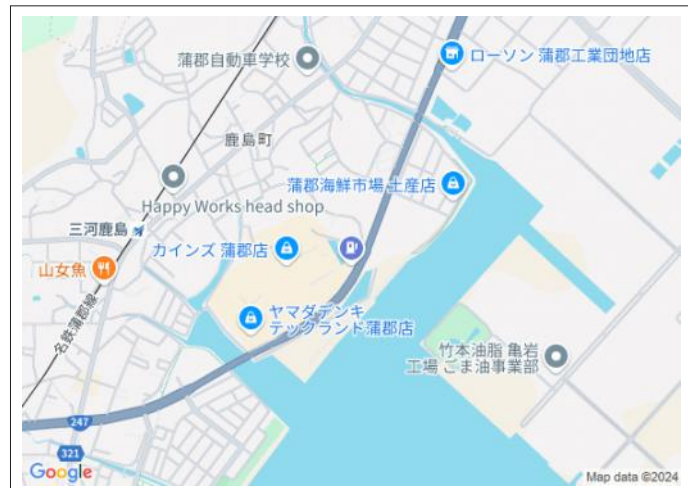 蒲郡自動車学校
ローソン 蒲郡工業団地店
鹿島町
蒲郡海鮮市場 土産店
Happy Works head shop
三河鹿島
カインズ 蒲郡店
山女魚
ヤマダデンキ
テックランド蒲郡店
名鉄蒲郡線
竹本油脂 亀岩
工場 ごま油事業部
247
321
Google
Map data ©2024